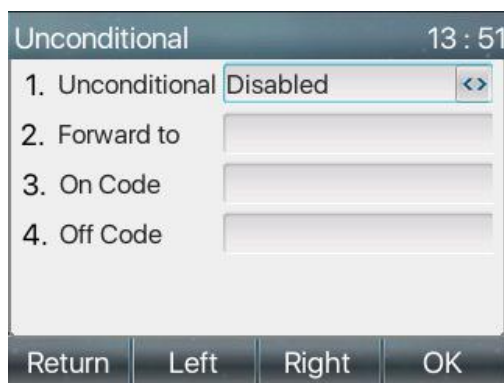 Unconditional 13:51
1. Unconditional Disabled <>
2. Forward to
3. On Code
4. Off Code
Return Left Right OK